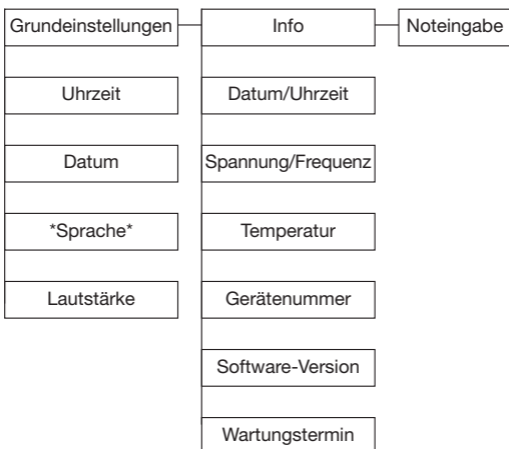 Grundeinstellungen
Info
Noteingabe
Uhrzeit
Datum/Uhrzeit
Datum
Spannung/Frequenz
*Sprache*
Temperatur
Lautstärke
Gerätenummer
Software-Version
Wartungstermin